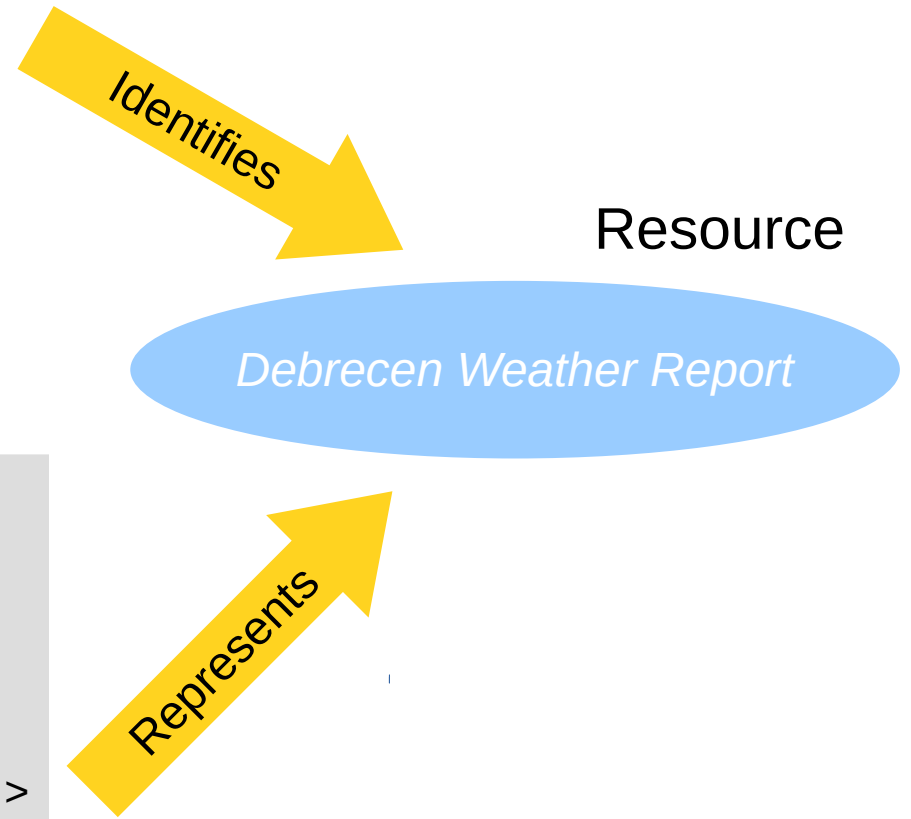 Identifies
Resource
Debrecen Weather Report
Represents
>